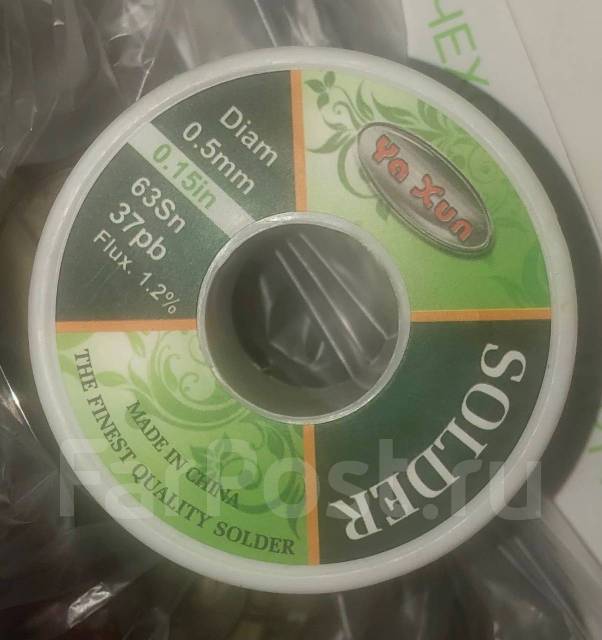 Diam
0.5mm
0.15in
63Sn
37pb
Flux. 1.2%
Ya Xun
SOLDER
MADE IN CHINA
THE FINEST QUALITY SOLDER
FarPost.ru
ЧЕХ